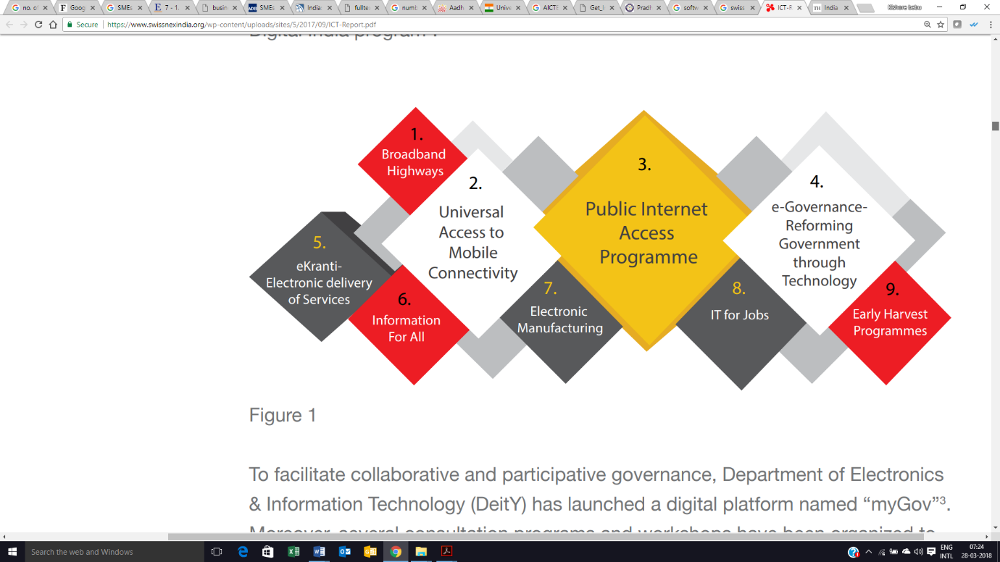 no. of
Goog
SMEs
7 - 1.
busin
SMEs
India
fullte
numb
Aadh
Unive
AICTE
Get_I
Pradh
softw
swiss
ICT-R
India
Kishore babu
Secure
https://www.swissnexindia.org/wp-content/uploads/sites/5/2017/09/ICT-Report.pdf
Digital India program .
1.
Broadband
Highways
2.
Universal
Access to
Mobile
Connectivity
3.
Public Internet
Access
Programme
4.
e-Governance-
Reforming
Government
through
Technology
5.
eKranti-
Electronic delivery
of Services
6.
Information
For All
7.
Electronic
Manufacturing
8.
IT for Jobs
9.
Early Harvest
Programmes
Figure 1
To facilitate collaborative and participative governance, Department of Electronics
& Information Technology (DeitY) has launched a digital platform named “myGov”³.
Moreover, several consultation programs and workshops have been organized to
Search the web and Windows
ENG
INTL
07:24
28-03-2018